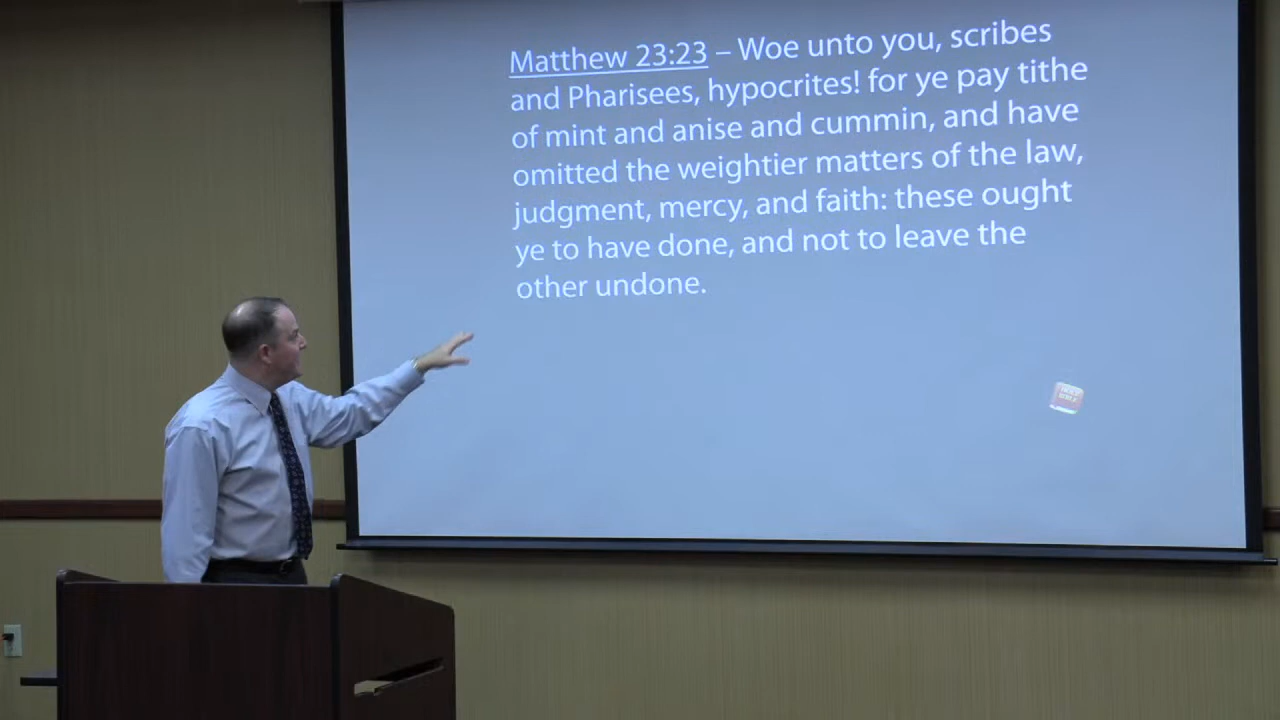 Matthew 23:23 – Woe unto you, scribes
and Pharisees, hypocrites! for ye pay tithe
of mint and anise and cummin, and have
omitted the weightier matters of the law,
judgment, mercy, and faith: these ought
ye to have done, and not to leave the
other undone.